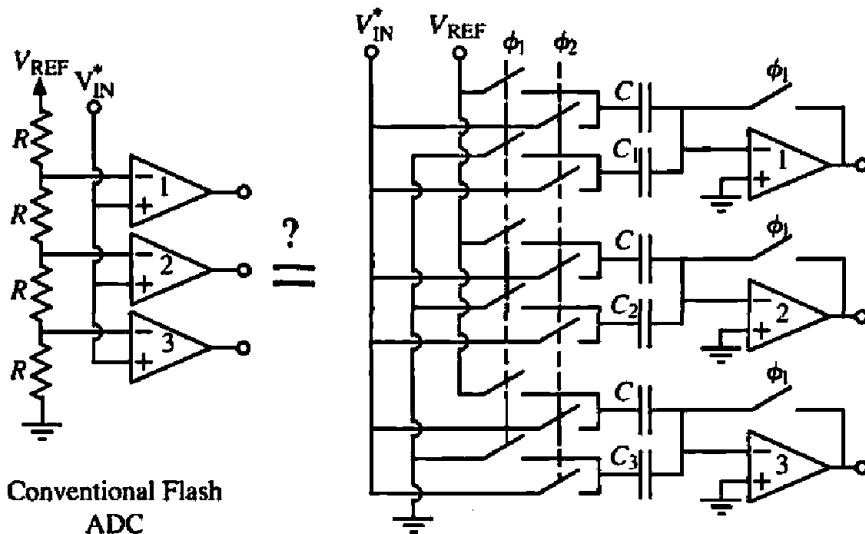 V_REF
V*_IN
R
R
R
R
−
+
1
−
+
2
−
+
3
?
=
Conventional Flash
ADC
V*_IN
V_REF
ϕ1
ϕ2
C
C1
ϕ1
−
+
1
C
C2
ϕ1
−
+
2
C
C3
ϕ1
−
+
3